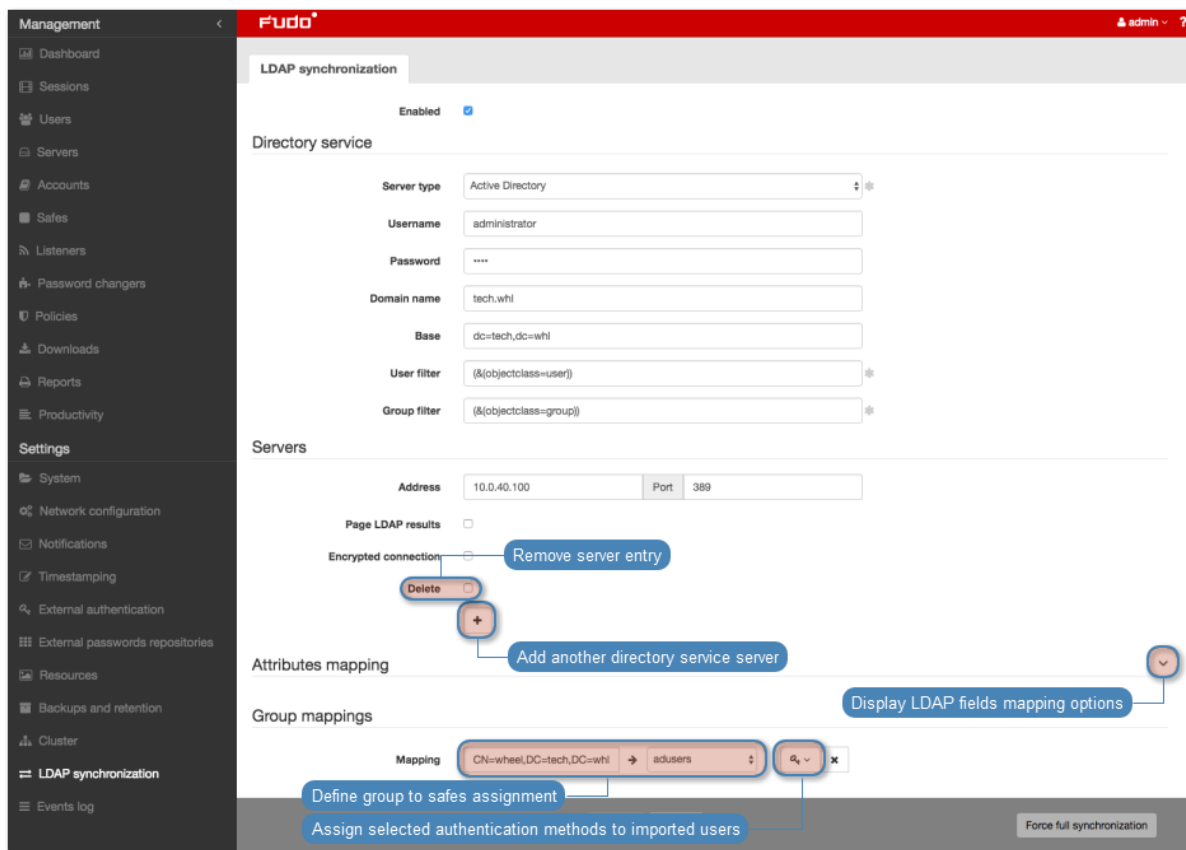 Management
FUDO
admin
?
Dashboard
Sessions
Users
Servers
Accounts
Safes
Listeners
Password changers
Policies
Downloads
Reports
Productivity
Settings
System
Network configuration
Notifications
Timestamping
External authentication
External passwords repositories
Resources
Backups and retention
Cluster
LDAP synchronization
Events log
LDAP synchronization
Enabled
Directory service
Server type Active Directory
Username administrator
Password ••••
Domain name tech.whl
Base dc=tech,dc=whl
User filter (&(objectclass=user))
Group filter (&(objectclass=group))
Servers
Address 10.0.40.100 Port 389
Page LDAP results
Encrypted connection
Remove server entry
Delete
+
Add another directory service server
Attributes mapping
Display LDAP fields mapping options
Group mappings
Mapping CN=wheel,DC=tech,DC=whl → adusers
Define group to safes assignment
Assign selected authentication methods to imported users
Force full synchronization